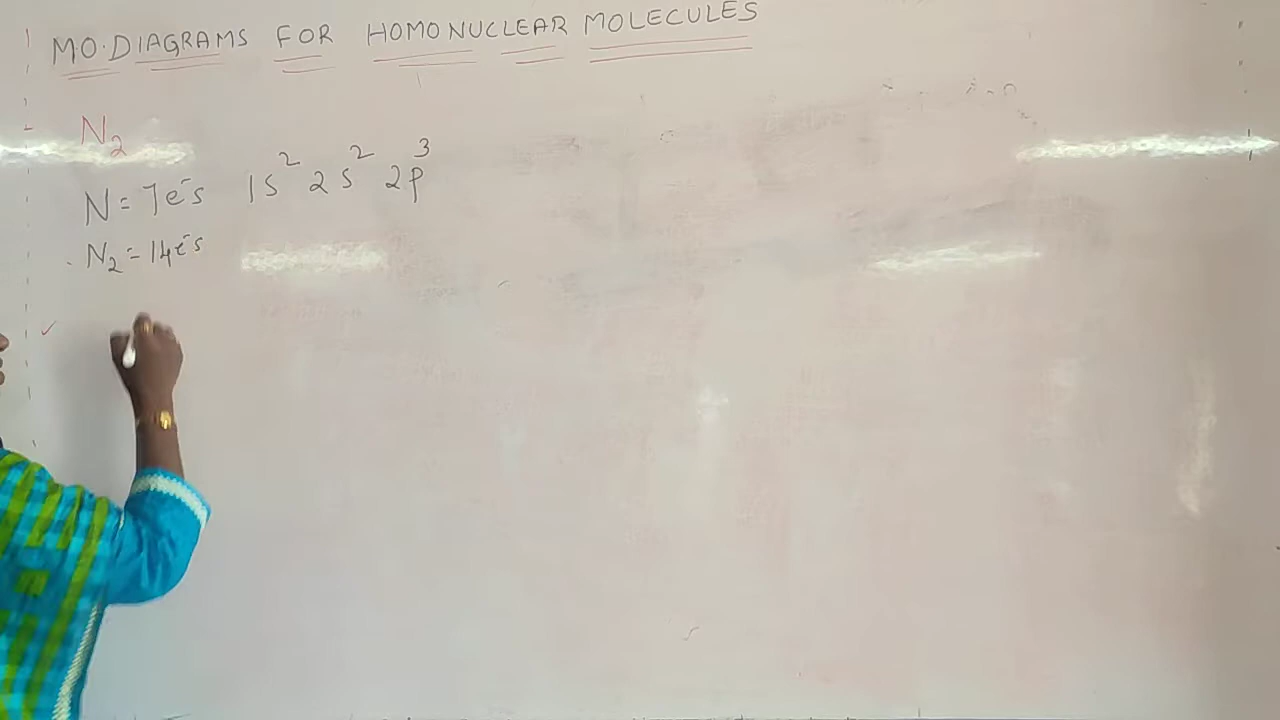 MO.DIAGRAMS FOR HOMONUCLEAR MOLECULES
N₂
N = 7e⁻s 1s² 2s² 2p³
N₂ = 14e⁻s